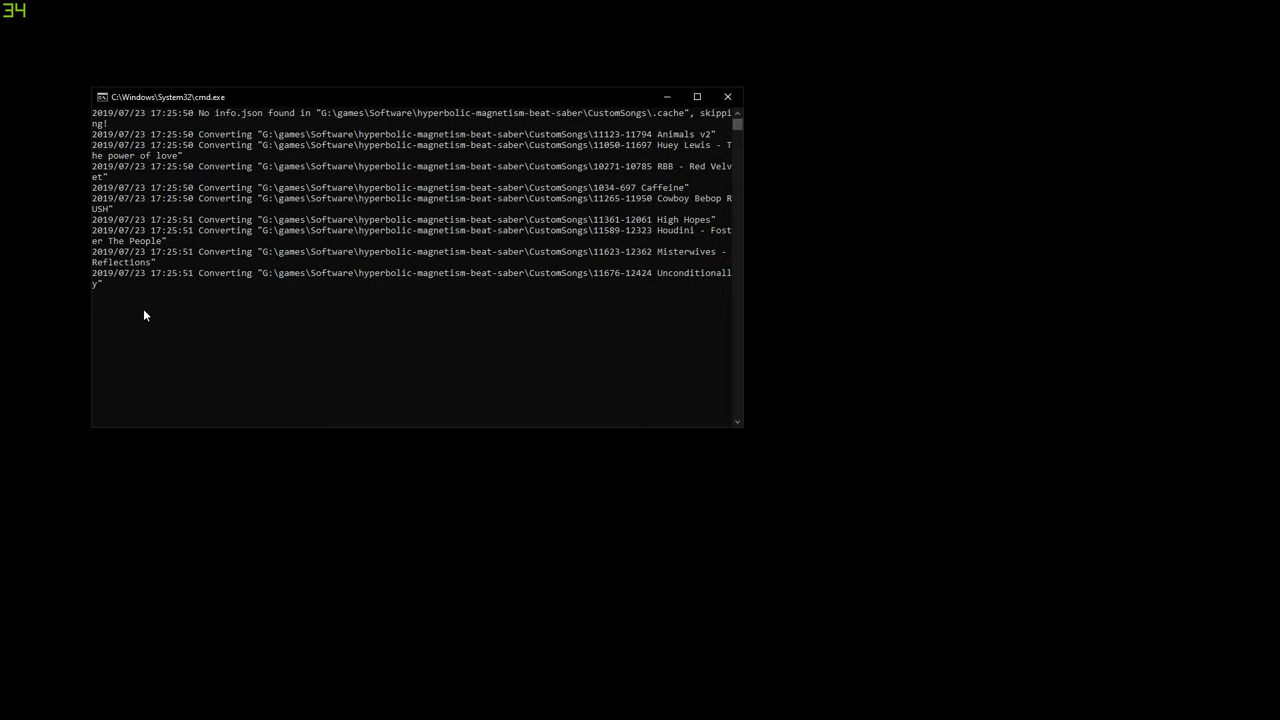 34
C:\Windows\System32\cmd.exe
2019/07/23 17:25:50 No info.json found in "G:\games\Software\hyperbolic-magnetism-beat-saber\CustomSongs\.cache", skippi
ng!
2019/07/23 17:25:50 Converting "G:\games\Software\hyperbolic-magnetism-beat-saber\CustomSongs\11123-11794 Animals v2"
2019/07/23 17:25:50 Converting "G:\games\Software\hyperbolic-magnetism-beat-saber\CustomSongs\11050-11697 Huey Lewis - T
he power of love"
2019/07/23 17:25:50 Converting "G:\games\Software\hyperbolic-magnetism-beat-saber\CustomSongs\10271-10785 RBB - Red Velv
et"
2019/07/23 17:25:50 Converting "G:\games\Software\hyperbolic-magnetism-beat-saber\CustomSongs\1034-697 Caffeine"
2019/07/23 17:25:50 Converting "G:\games\Software\hyperbolic-magnetism-beat-saber\CustomSongs\11265-11950 Cowboy Bebop R
USH"
2019/07/23 17:25:51 Converting "G:\games\Software\hyperbolic-magnetism-beat-saber\CustomSongs\11361-12061 High Hopes"
2019/07/23 17:25:51 Converting "G:\games\Software\hyperbolic-magnetism-beat-saber\CustomSongs\11589-12323 Houdini - Fost
er The People"
2019/07/23 17:25:51 Converting "G:\games\Software\hyperbolic-magnetism-beat-saber\CustomSongs\11623-12362 Misterwives -
Reflections"
2019/07/23 17:25:51 Converting "G:\games\Software\hyperbolic-magnetism-beat-saber\CustomSongs\11676-12424 Unconditionall
y"